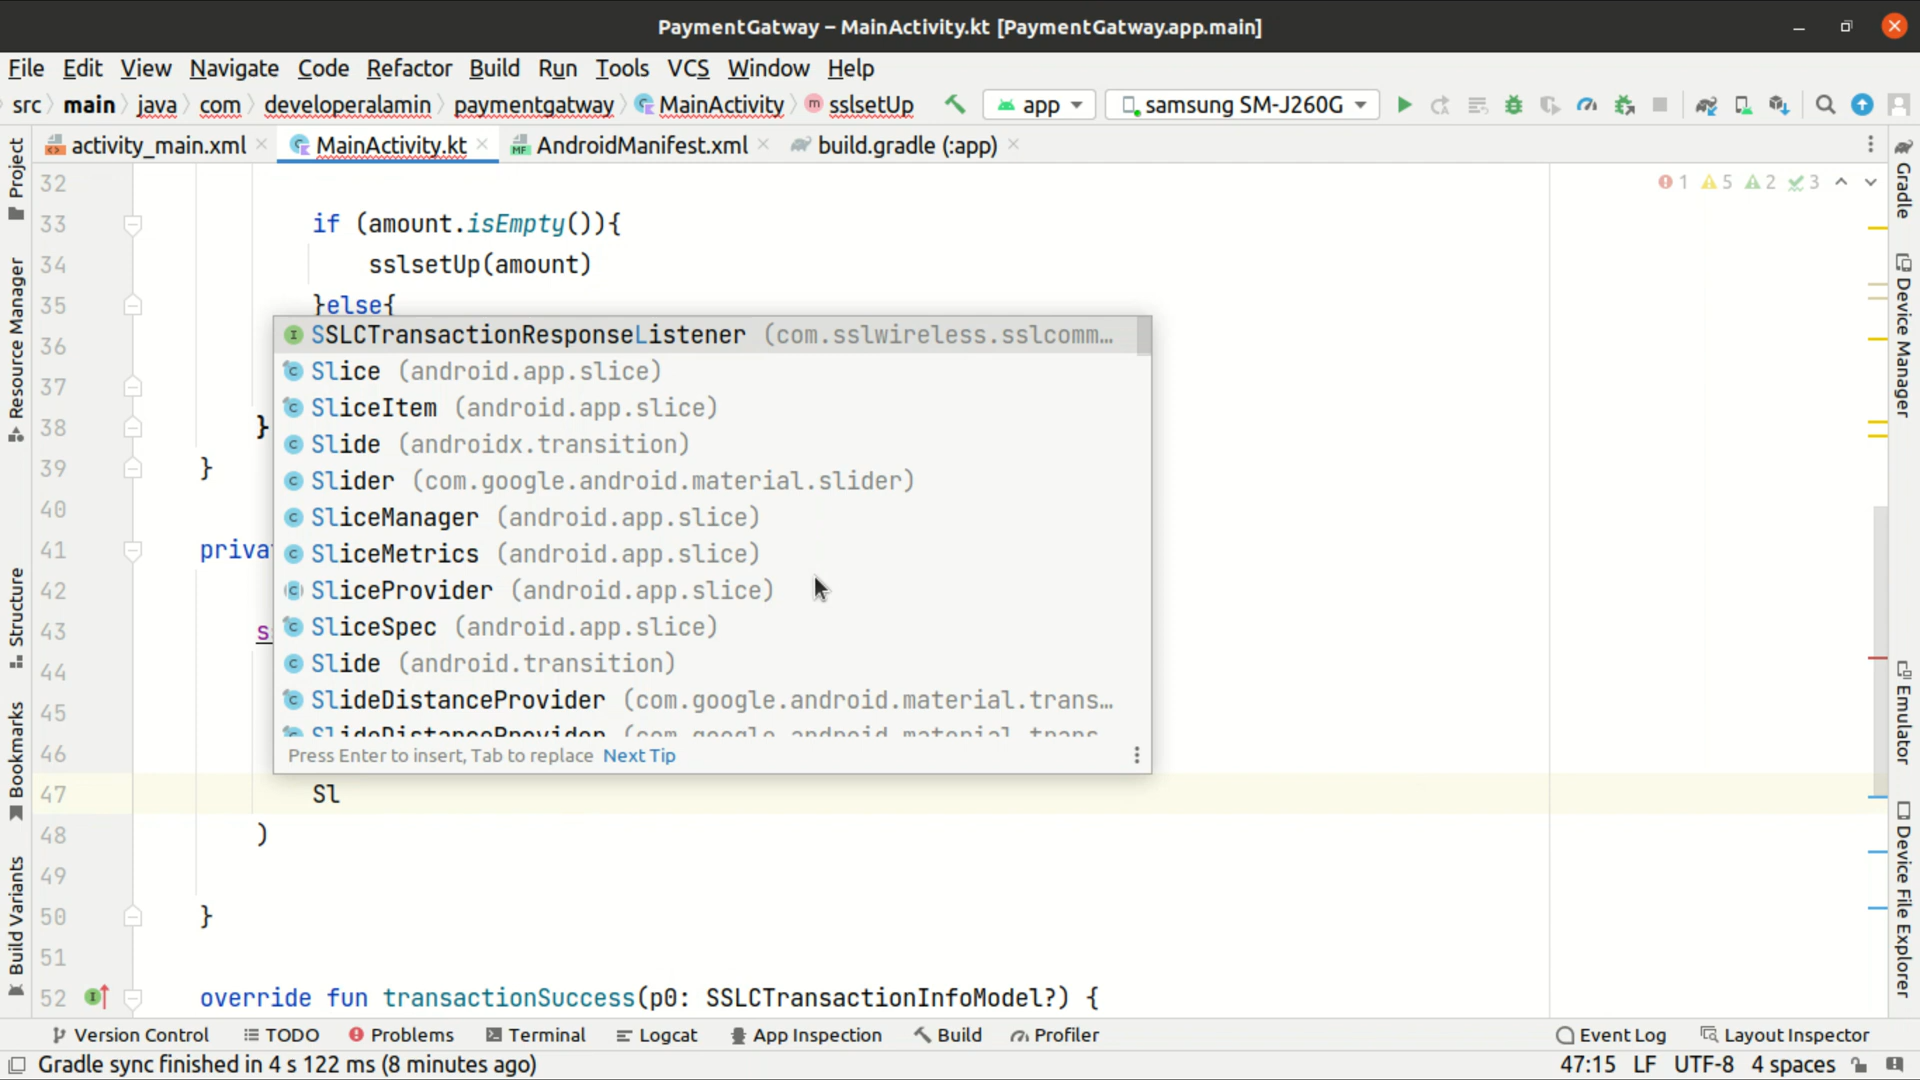 PaymentGatway – MainActivity.kt [PaymentGatway.app.main]
File Edit View Navigate Code Refactor Build Run Tools VCS Window Help
src main java com developeralamin paymentgatway MainActivity m sslsetUp app samsung SM-J260G
activity_main.xml MainActivity.kt MF AndroidManifest.xml build.gradle (:app)
1 5 2 3
32
33 if (amount.isEmpty()){
34 sslsetUp(amount)
35 }else{
36
37
38 }
39 }
40
41 priva
42
43 s
44
45
46
47 Sl
48 )
49
50 }
51
52 override fun transactionSuccess(p0: SSLCTransactionInfoModel?) {
SSLCTransactionResponseListener (com.sslwireless.sslcomm…
Slice (android.app.slice)
SliceItem (android.app.slice)
Slide (androidx.transition)
Slider (com.google.android.material.slider)
SliceManager (android.app.slice)
SliceMetrics (android.app.slice)
SliceProvider (android.app.slice)
SliceSpec (android.app.slice)
Slide (android.transition)
SlideDistanceProvider (com.google.android.material.trans…
SlideDistanceProvider (com.google.android.material.trans…
Press Enter to insert, Tab to replace Next Tip
Project
Resource Manager
Structure
Bookmarks
Build Variants
Gradle
Device Manager
Emulator
Device File Explorer
Version Control TODO Problems Terminal Logcat App Inspection Build Profiler Event Log Layout Inspector
Gradle sync finished in 4 s 122 ms (8 minutes ago) 47:15 LF UTF-8 4 spaces